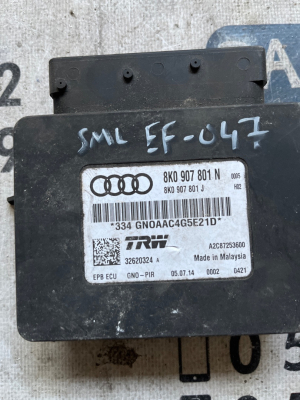 SML EF-047
8K0 907 801 N 0005
8K0 907 801 J H02
*334 GN0AAC4G5E21D*
TRW
32620324 A
A2C87253600
Made in Malaysia
EPB ECU GNO-PIR 05.07.14 0002 0421